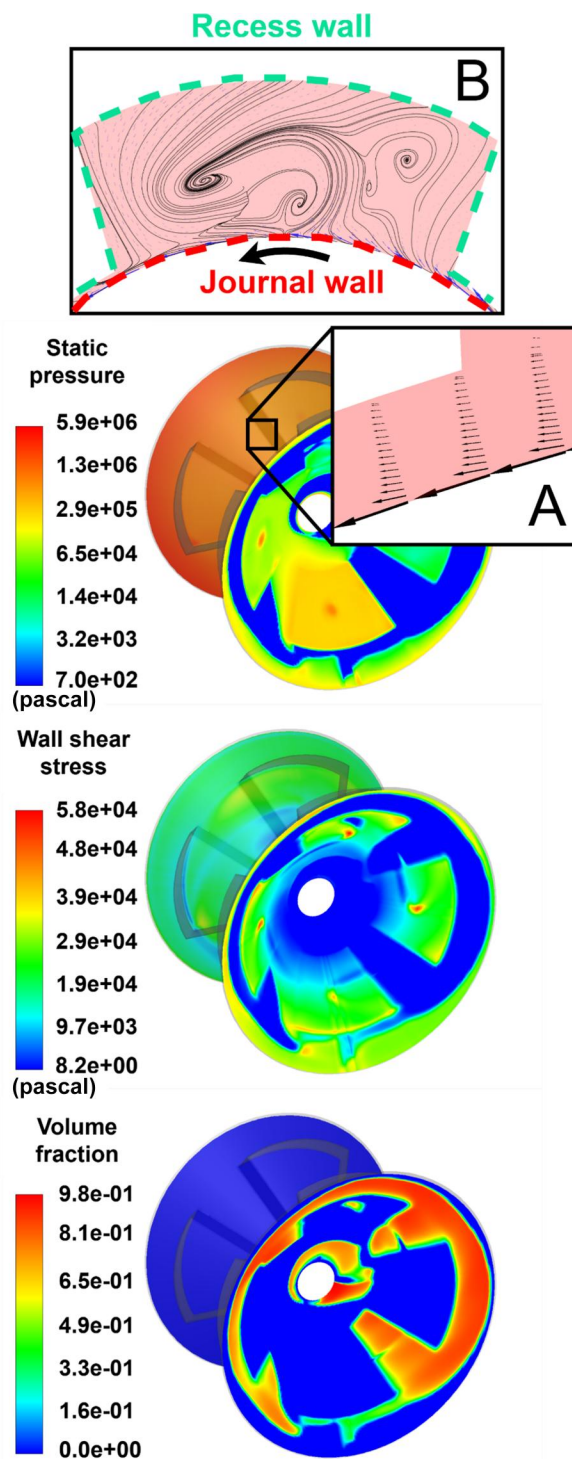 Recess wall
B
Journal wall
Static
pressure
5.9e+06
1.3e+06
2.9e+05
6.5e+04
1.4e+04
3.2e+03
7.0e+02
(pascal)
A
Wall shear
stress
5.8e+04
4.8e+04
3.9e+04
2.9e+04
1.9e+04
9.7e+03
8.2e+00
(pascal)
Volume
fraction
9.8e-01
8.1e-01
6.5e-01
4.9e-01
3.3e-01
1.6e-01
0.0e+00